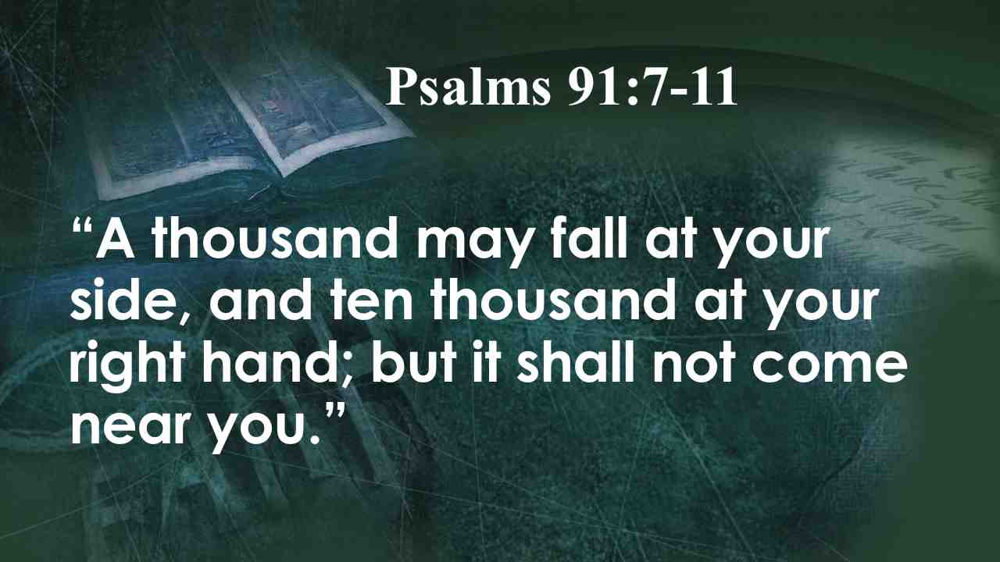 Psalms 91:7-11
“A thousand may fall at your
side, and ten thousand at your
right hand; but it shall not come
near you.”